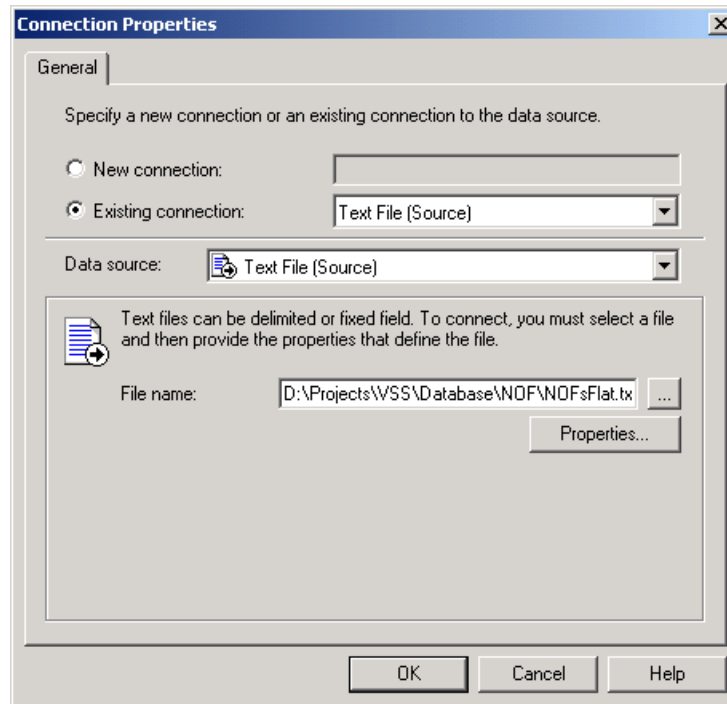 Connection Properties
General
Specify a new connection or an existing connection to the data source.
New connection:
Existing connection: Text File (Source)
Data source: Text File (Source)
Text files can be delimited or fixed field. To connect, you must select a file
and then provide the properties that define the file.
File name: D:\Projects\VSS\Database\NOF\NOFsFlat.tx ...
Properties...
OK Cancel Help